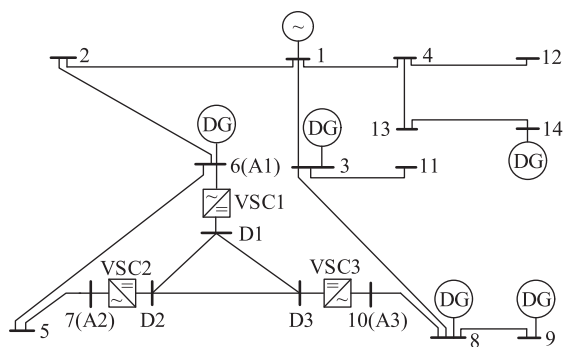 ~
2
1
4
12
DG
DG
13
14
DG
6(A1)
3
11
~
=
VSC1
D1
VSC2
VSC3
DG
DG
~
=
~
=
5
7(A2)
D2
D3
10(A3)
8
9